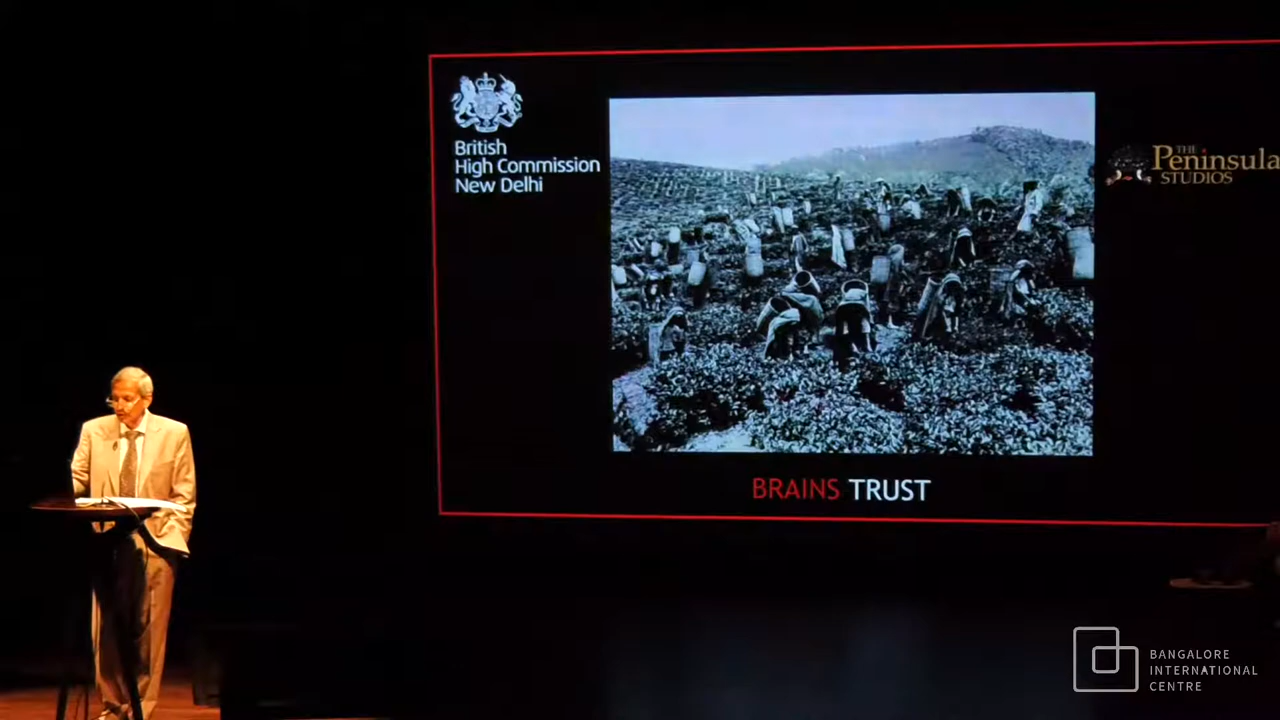 British
High Commission
New Delhi
THE
Peninsula
STUDIOS
BRAINS TRUST
BANGALORE
INTERNATIONAL
CENTRE